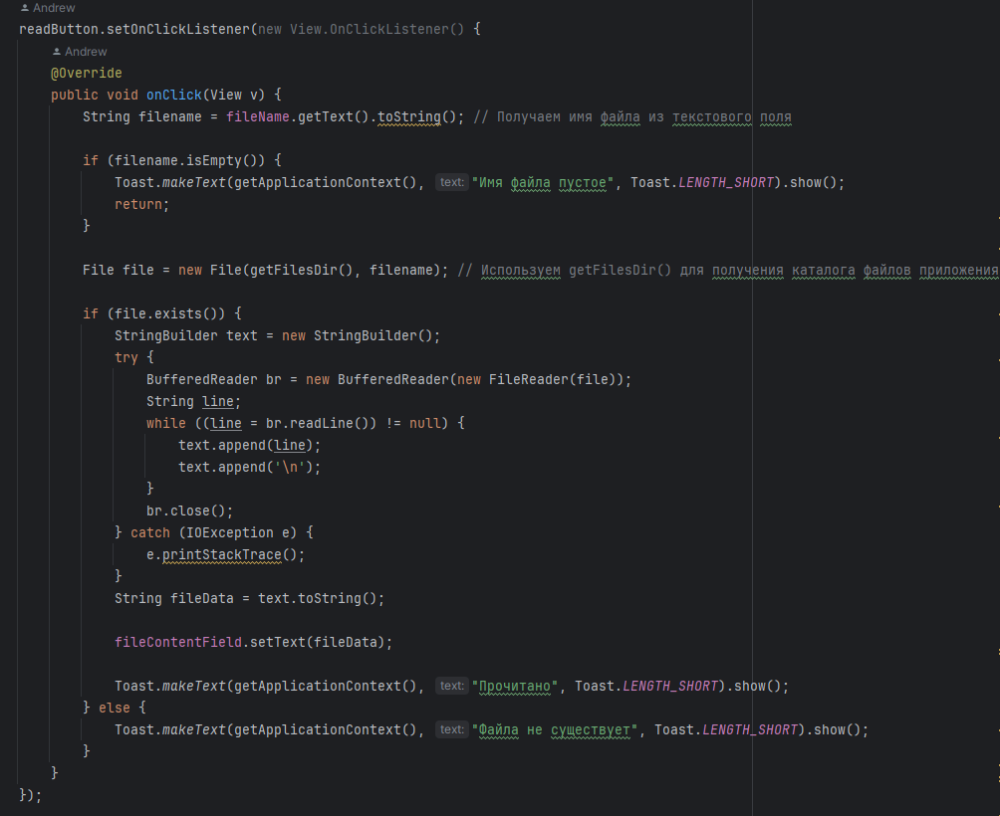 Andrew
readButton.setOnClickListener(new View.OnClickListener() {
Andrew
@Override
public void onClick(View v) {
String filename = fileName.getText().toString(); // Получаем имя файла из текстового поля
if (filename.isEmpty()) {
Toast.makeText(getApplicationContext(), text: "Имя файла пустое", Toast.LENGTH_SHORT).show();
return;
}
File file = new File(getFilesDir(), filename); // Используем getFilesDir() для получения каталога файлов приложения
if (file.exists()) {
StringBuilder text = new StringBuilder();
try {
BufferedReader br = new BufferedReader(new FileReader(file));
String line;
while ((line = br.readLine()) != null) {
text.append(line);
text.append('\n');
}
br.close();
} catch (IOException e) {
e.printStackTrace();
}
String fileData = text.toString();
fileContentField.setText(fileData);
Toast.makeText(getApplicationContext(), text: "Прочитано", Toast.LENGTH_SHORT).show();
} else {
Toast.makeText(getApplicationContext(), text: "Файла не существует", Toast.LENGTH_SHORT).show();
}
}
});